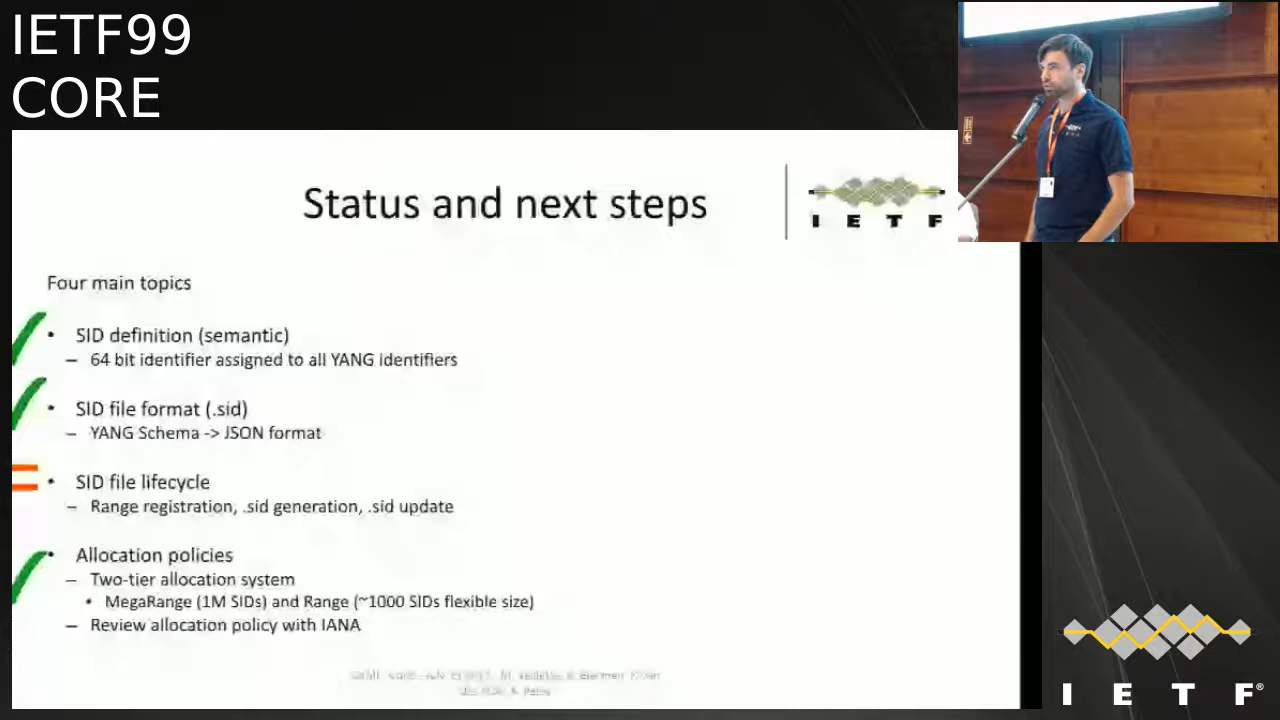 IETF99
CORE
Status and next steps
I E T F
Four main topics
• SID definition (semantic)
– 64 bit identifier assigned to all YANG identifiers
• SID file format (.sid)
– YANG Schema -> JSON format
• SID file lifecycle
– Range registration, .sid generation, .sid update
• Allocation policies
– Two-tier allocation system
• MegaRange (1M SIDs) and Range (~1000 SIDs flexible size)
– Review allocation policy with IANA
I E T F®